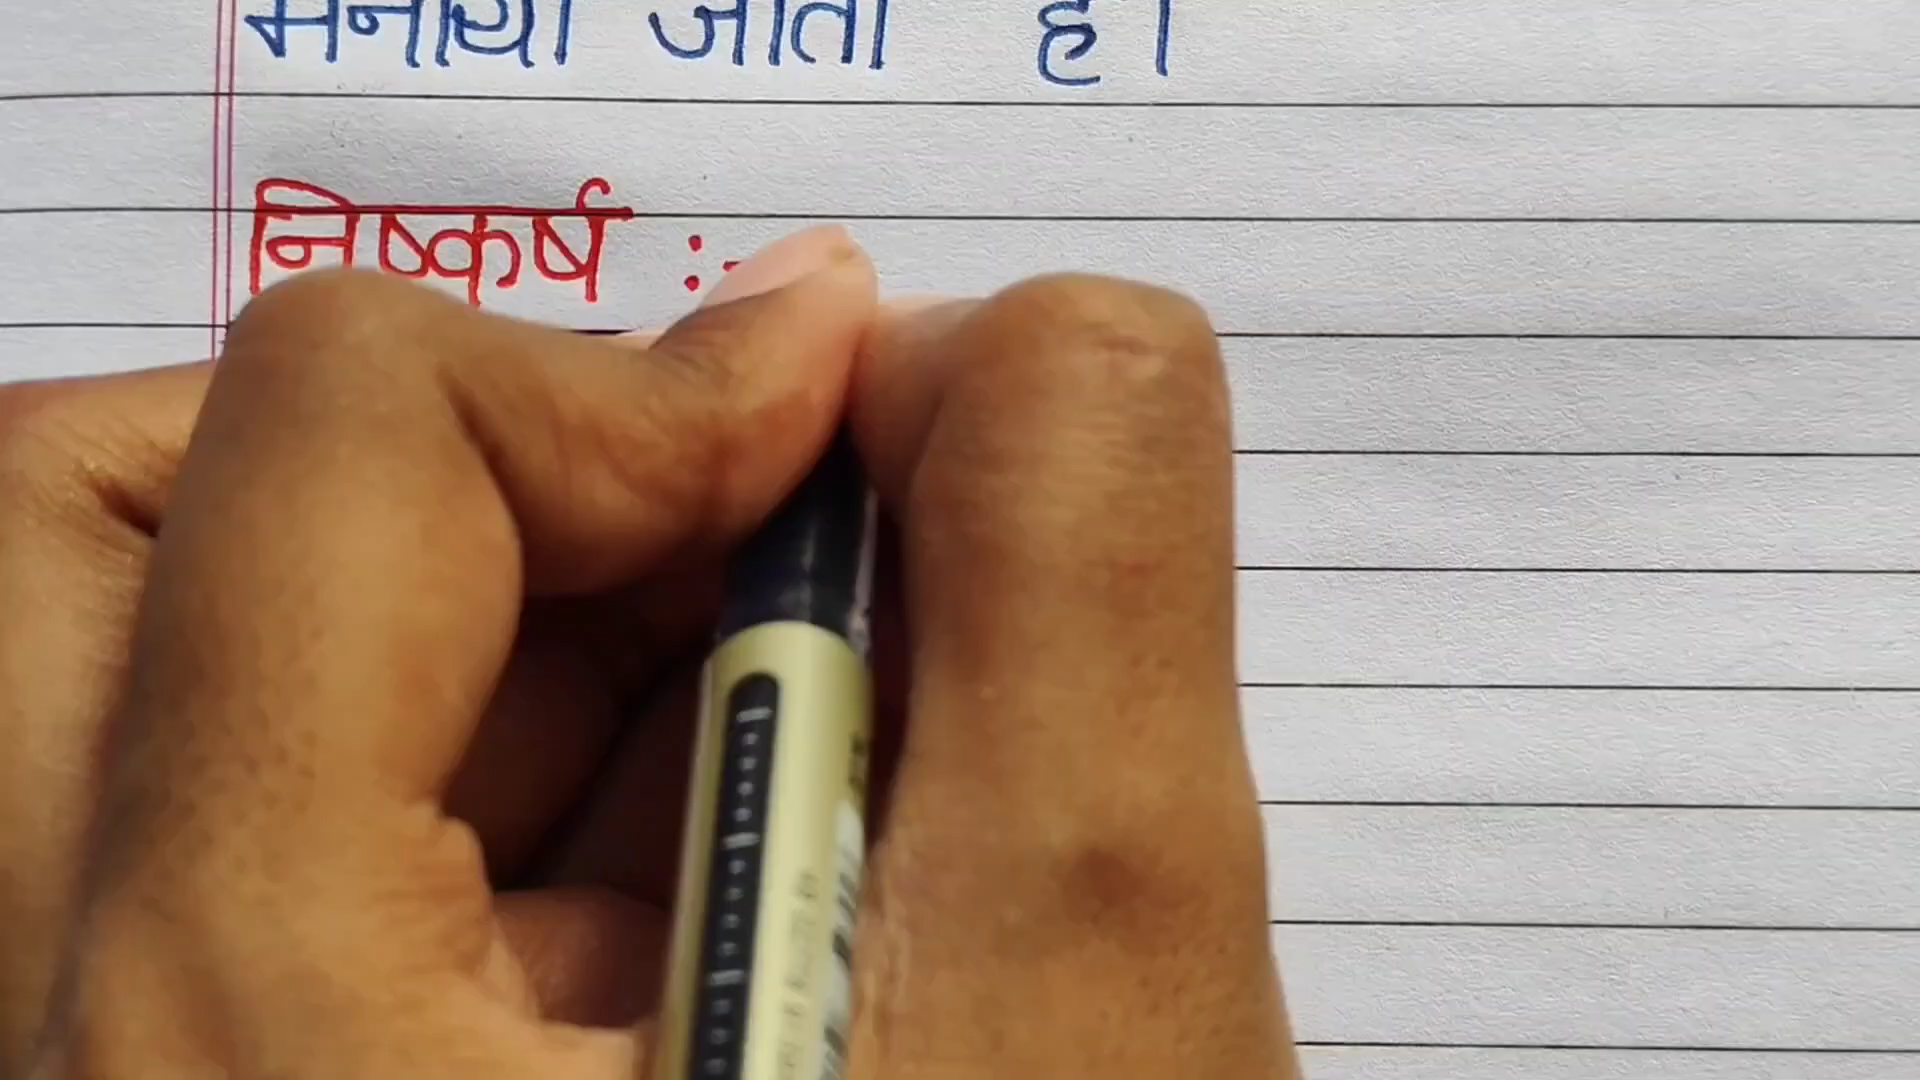 मनाया जाता है।
निष्कर्ष :-